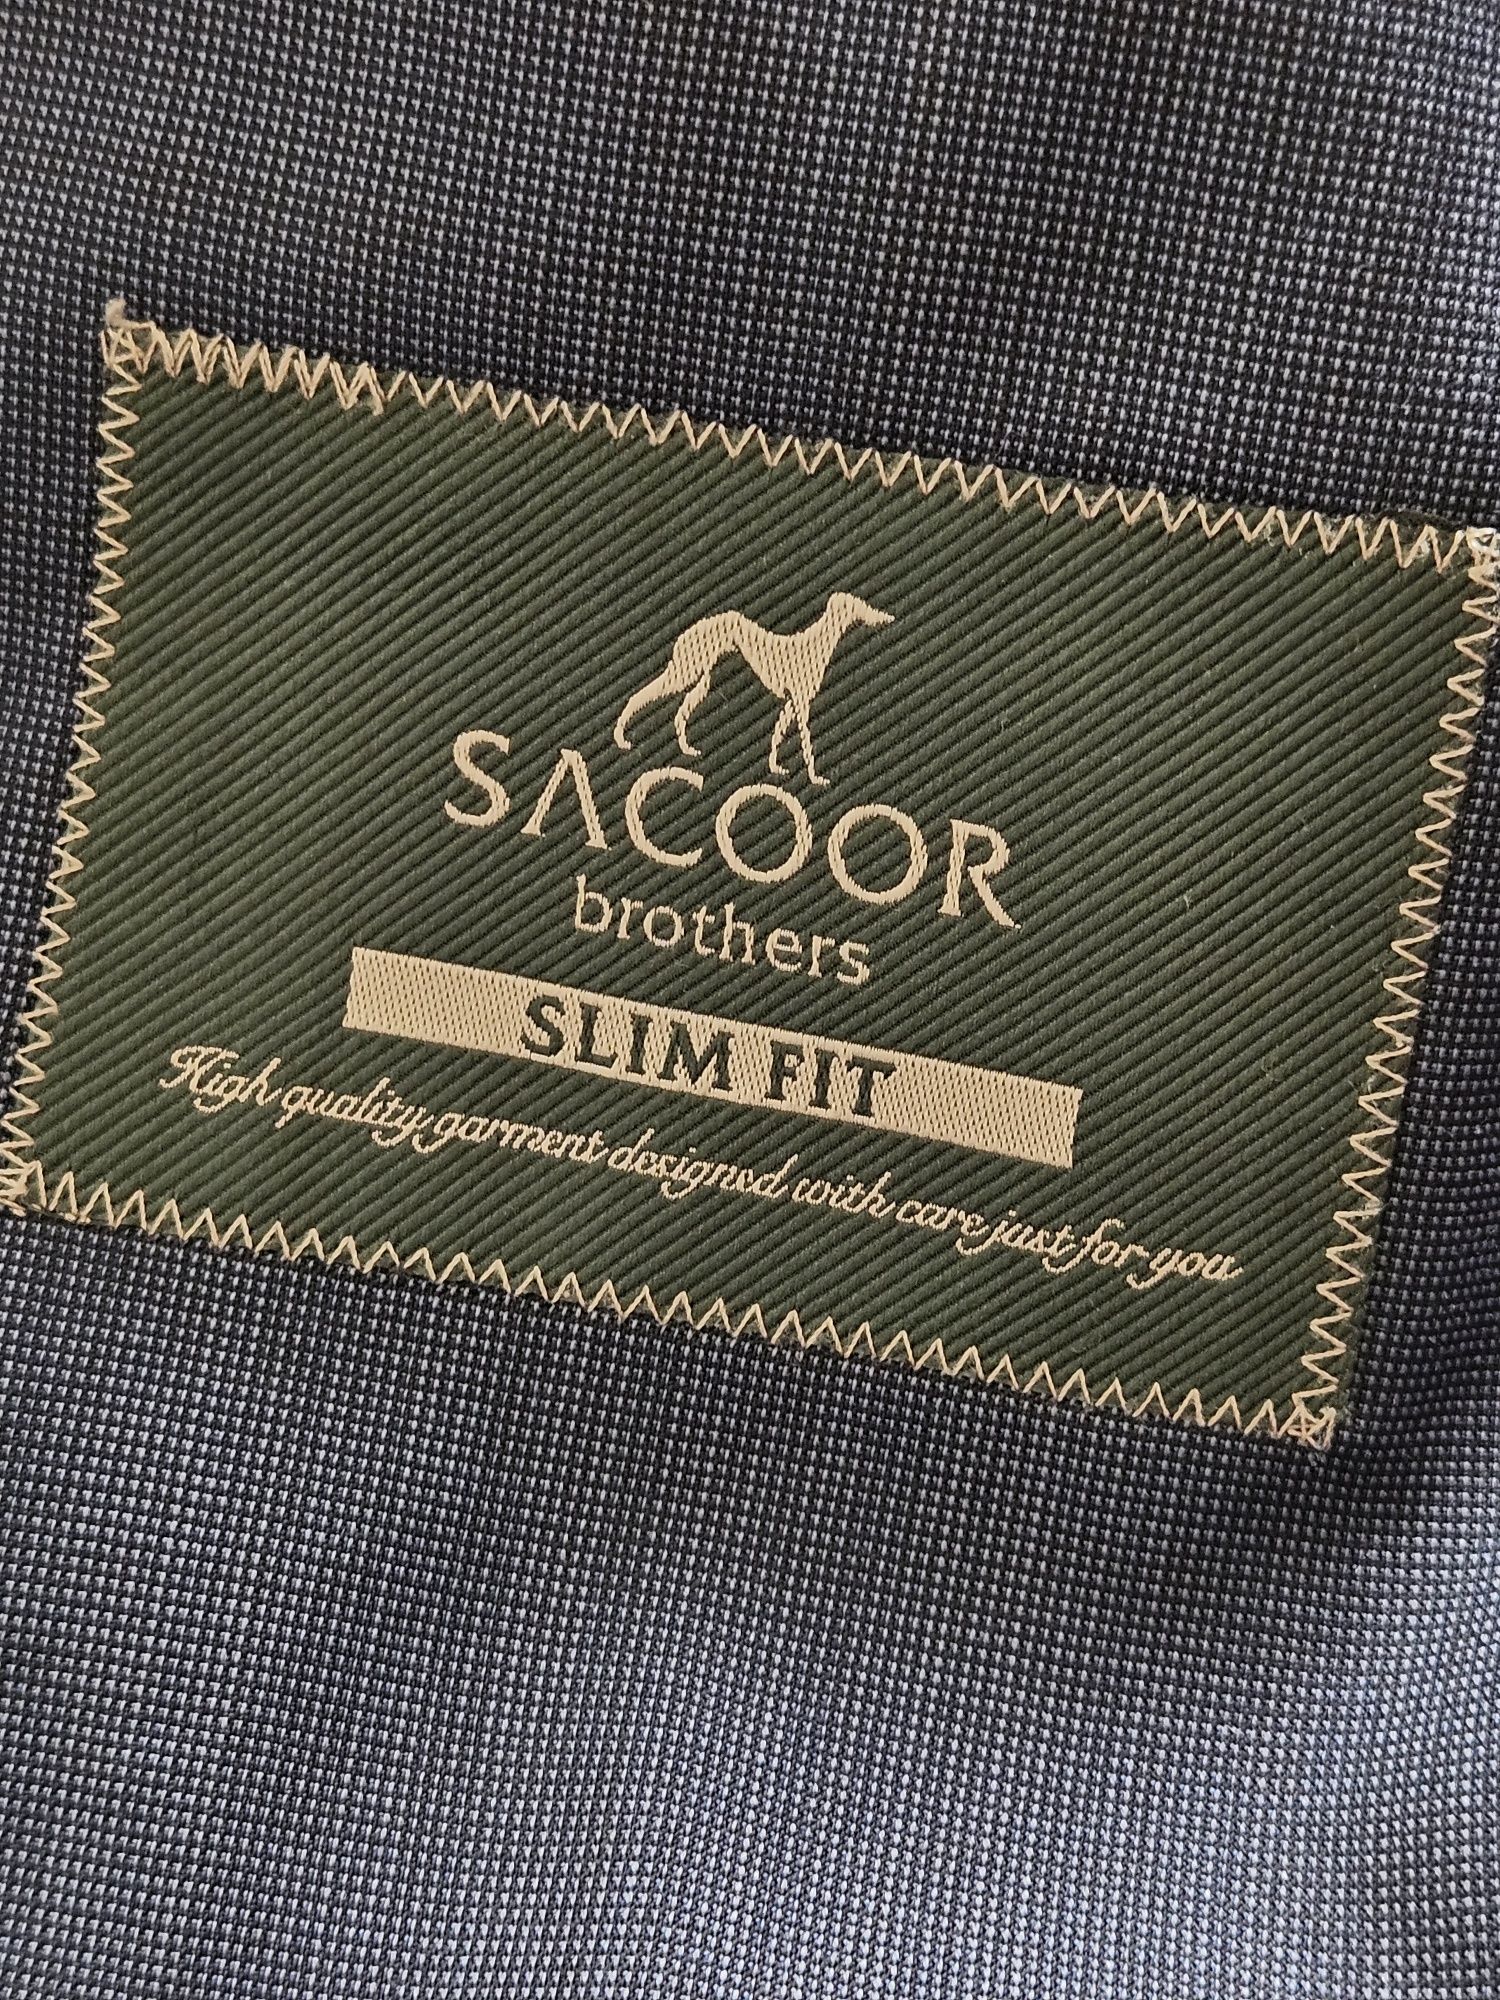 SACOOR
brothers
SLIM FIT
High quality garment designed with care just for you